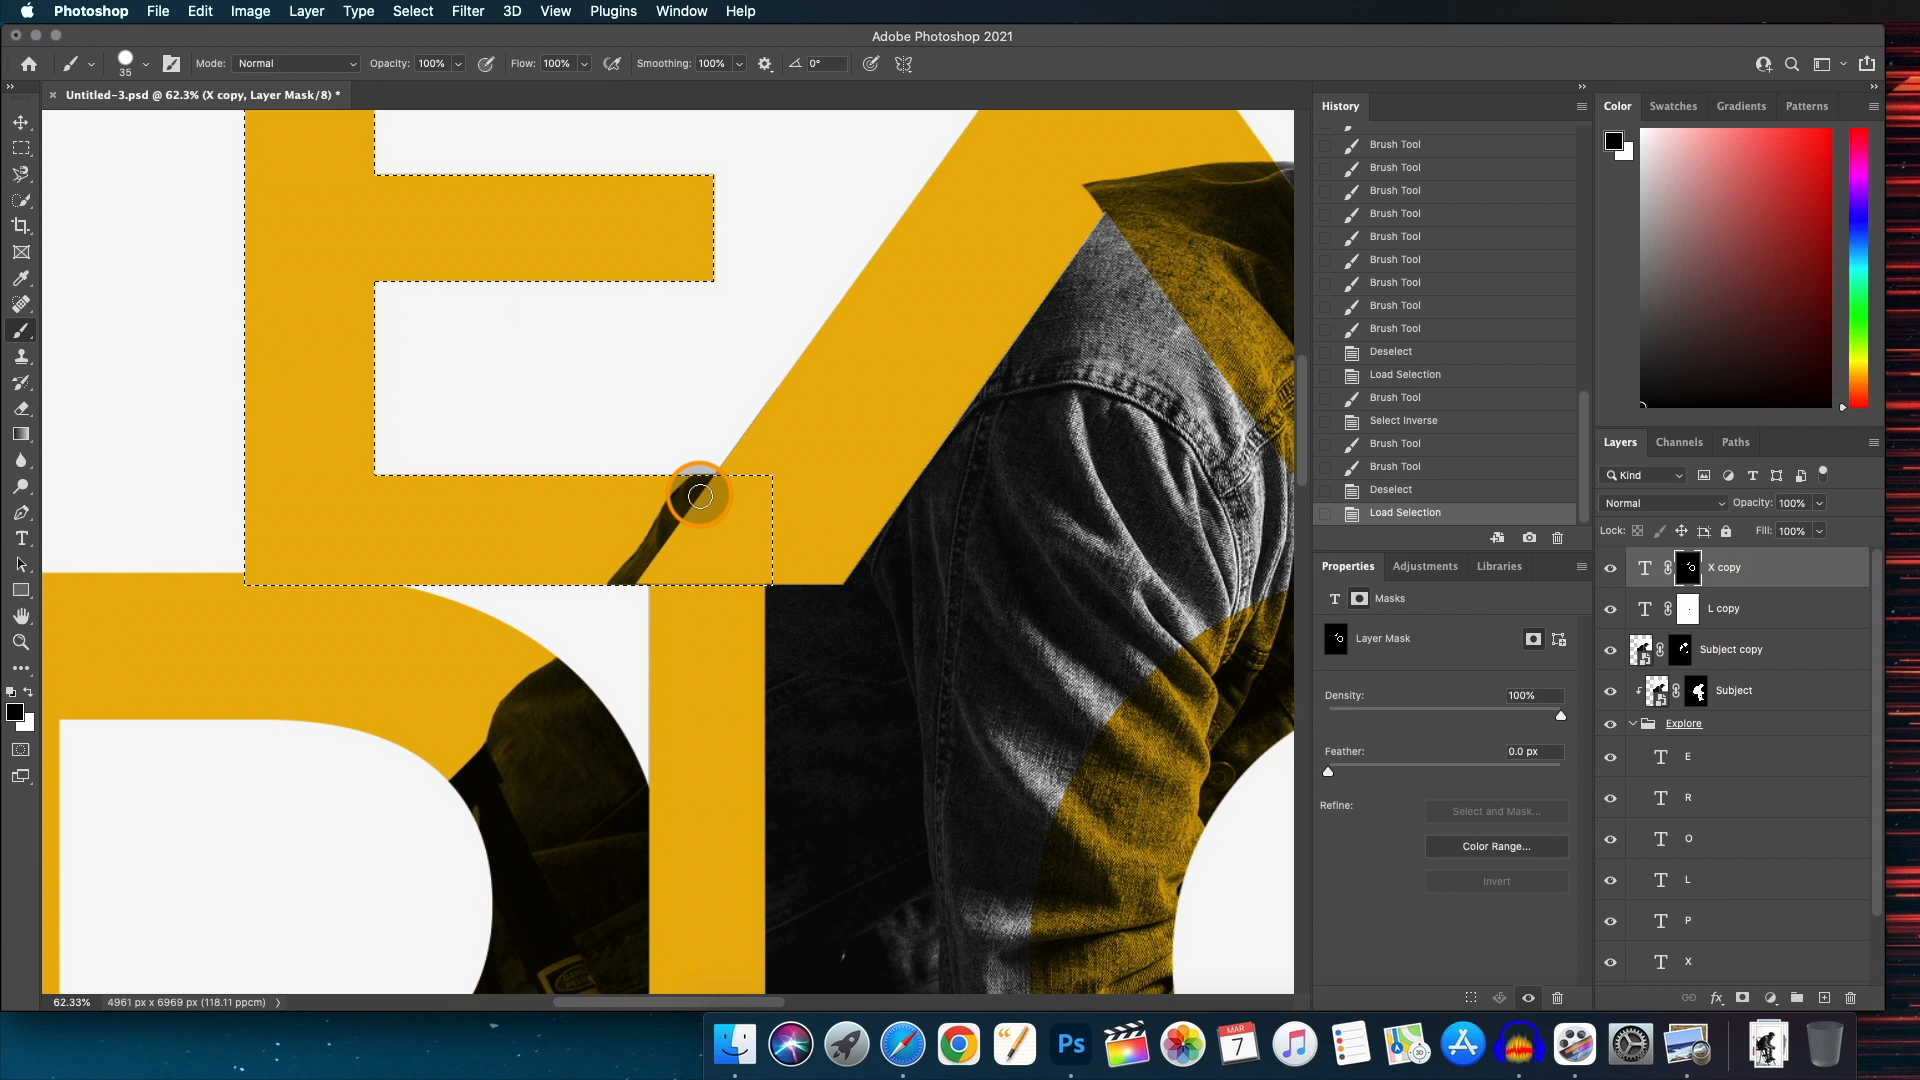 Photoshop File Edit Image Layer Type Select Filter 3D View Plugins Window Help
Adobe Photoshop 2021
35 Mode: Normal Opacity: 100% Flow: 100% Smoothing: 100% 0°
Untitled-3.psd @ 62.3% (X copy, Layer Mask/8) *
History
Brush Tool
Brush Tool
Brush Tool
Brush Tool
Brush Tool
Brush Tool
Brush Tool
Brush Tool
Brush Tool
Deselect
Load Selection
Brush Tool
Select Inverse
Brush Tool
Brush Tool
Deselect
Load Selection
Properties Adjustments Libraries
T Masks
Layer Mask
Density: 100%
Feather: 0.0 px
Refine:
Select and Mask...
Color Range...
Invert
Color Swatches Gradients Patterns
Layers Channels Paths
Kind
Normal Opacity: 100%
Lock: Fill: 100%
T X copy
T L copy
Subject copy
Subject
Explore
T E
T R
T O
T L
T P
T X
fx
62.33% 4961 px x 6969 px (118.11 ppcm)
Ps
MAR
7
3D